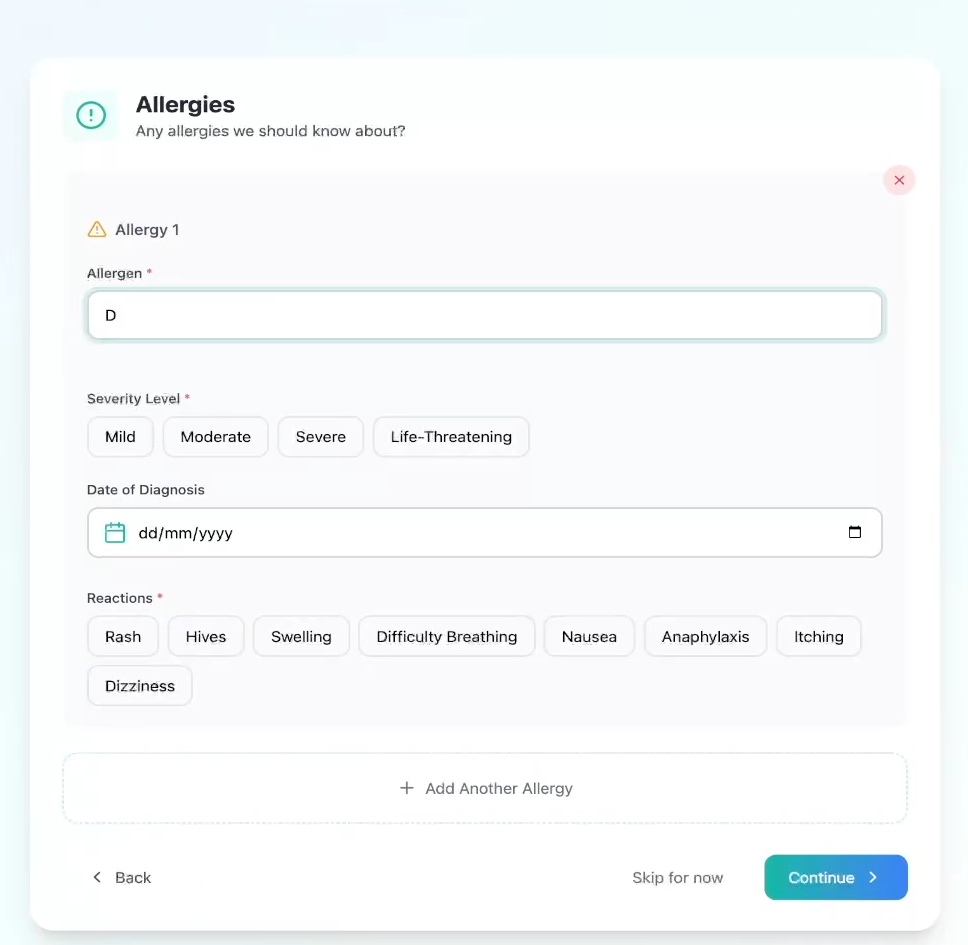 Allergies
Any allergies we should know about?
Allergy 1
Allergen *
D
Severity Level *
Mild Moderate Severe Life-Threatening
Date of Diagnosis
dd/mm/yyyy
Reactions *
Rash Hives Swelling Difficulty Breathing Nausea Anaphylaxis Itching
Dizziness
+ Add Another Allergy
Back Skip for now Continue